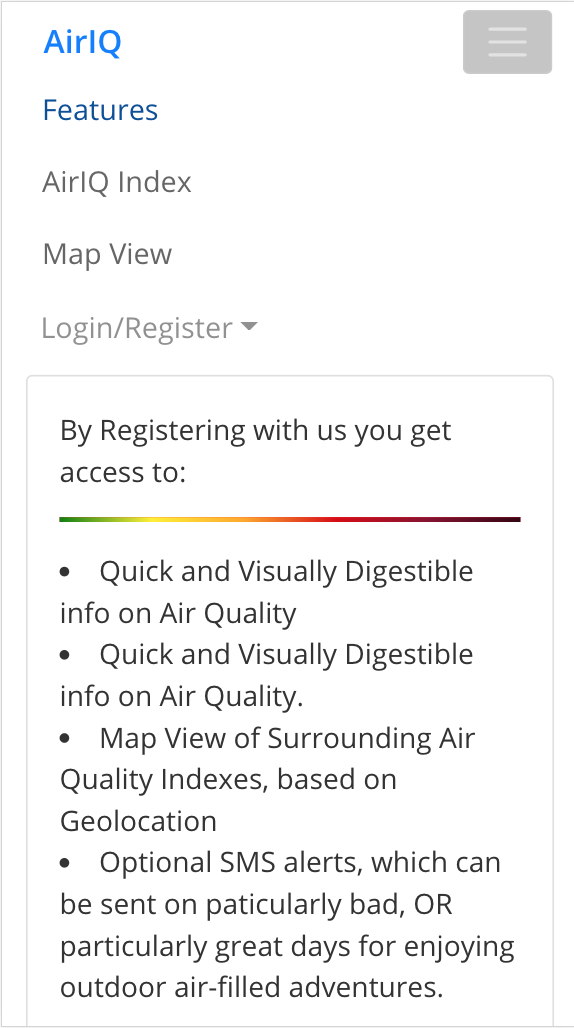 AirIQ
Features
AirIQ Index
Map View
Login/Register
By Registering with us you get
access to:
• Quick and Visually Digestible
info on Air Quality
• Quick and Visually Digestible
info on Air Quality.
• Map View of Surrounding Air
Quality Indexes, based on
Geolocation
• Optional SMS alerts, which can
be sent on paticularly bad, OR
particularly great days for enjoying
outdoor air-filled adventures.